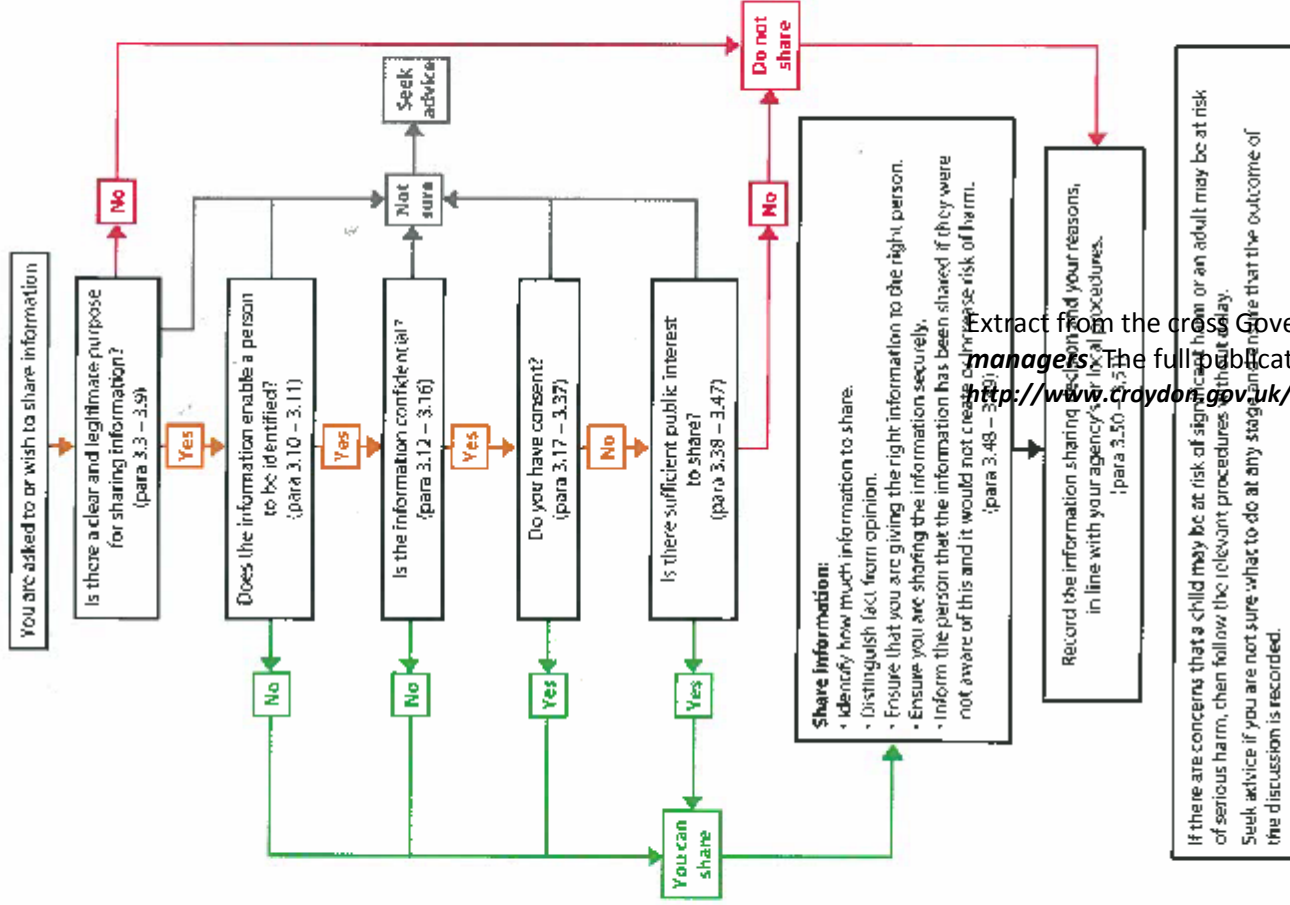 You are asked to or wish to share information
Is there a clear and legitimate purpose
for sharing information?
(para 3.3 – 3.9)
No
Yes
Does the information enable a person
to be identified?
(para 3.10 – 3.11)
No
Yes
Is the information confidential?
(para 3.12 – 3.16)
Not
sure
Seek
advice
No
Yes
Do you have consent?
(para 3.17 – 3.37)
Yes
No
Is there sufficient public interest
to share?
(para 3.38 – 3.47)
Yes
No
You can
share
Do not
share
Share information:
· Identify how much information to share.
· Distinguish fact from opinion.
· Ensure that you are giving the right information to the right person.
· Ensure you are sharing the information securely.
· Inform the person that the information has been shared if they were
not aware of this and it would not create or increase risk of harm.
(para 3.48 –
Record the information sharing decision and your reasons,
in line with your agency's or local procedures.
(para 3.50 –
If there are concerns that a child may be at risk of significant harm or an adult may be at risk
of serious harm, then follow the relevant procedures without delay.
Seek advice if you are not sure what to do at any stage and ensure that the outcome of
the discussion is recorded.
Extract from the cross Gove
managers. The full publicat
http://www.croydon.gov.uk/